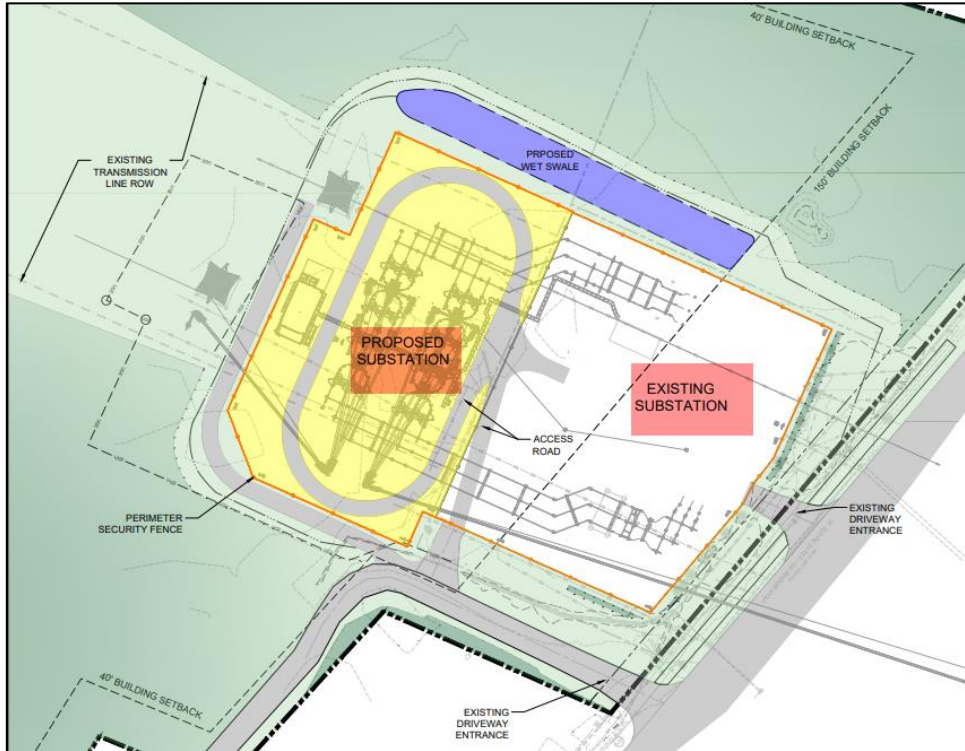 40' BUILDING SETBACK
150' BUILDING SETBACK
EXISTING
TRANSMISSION
LINE ROW
PRPOSED
WET SWALE
PROPOSED
SUBSTATION
EXISTING
SUBSTATION
ACCESS
ROAD
PERIMETER
SECURITY FENCE
EXISTING
DRIVEWAY
ENTRANCE
40' BUILDING SETBACK
EXISTING
DRIVEWAY
ENTRANCE